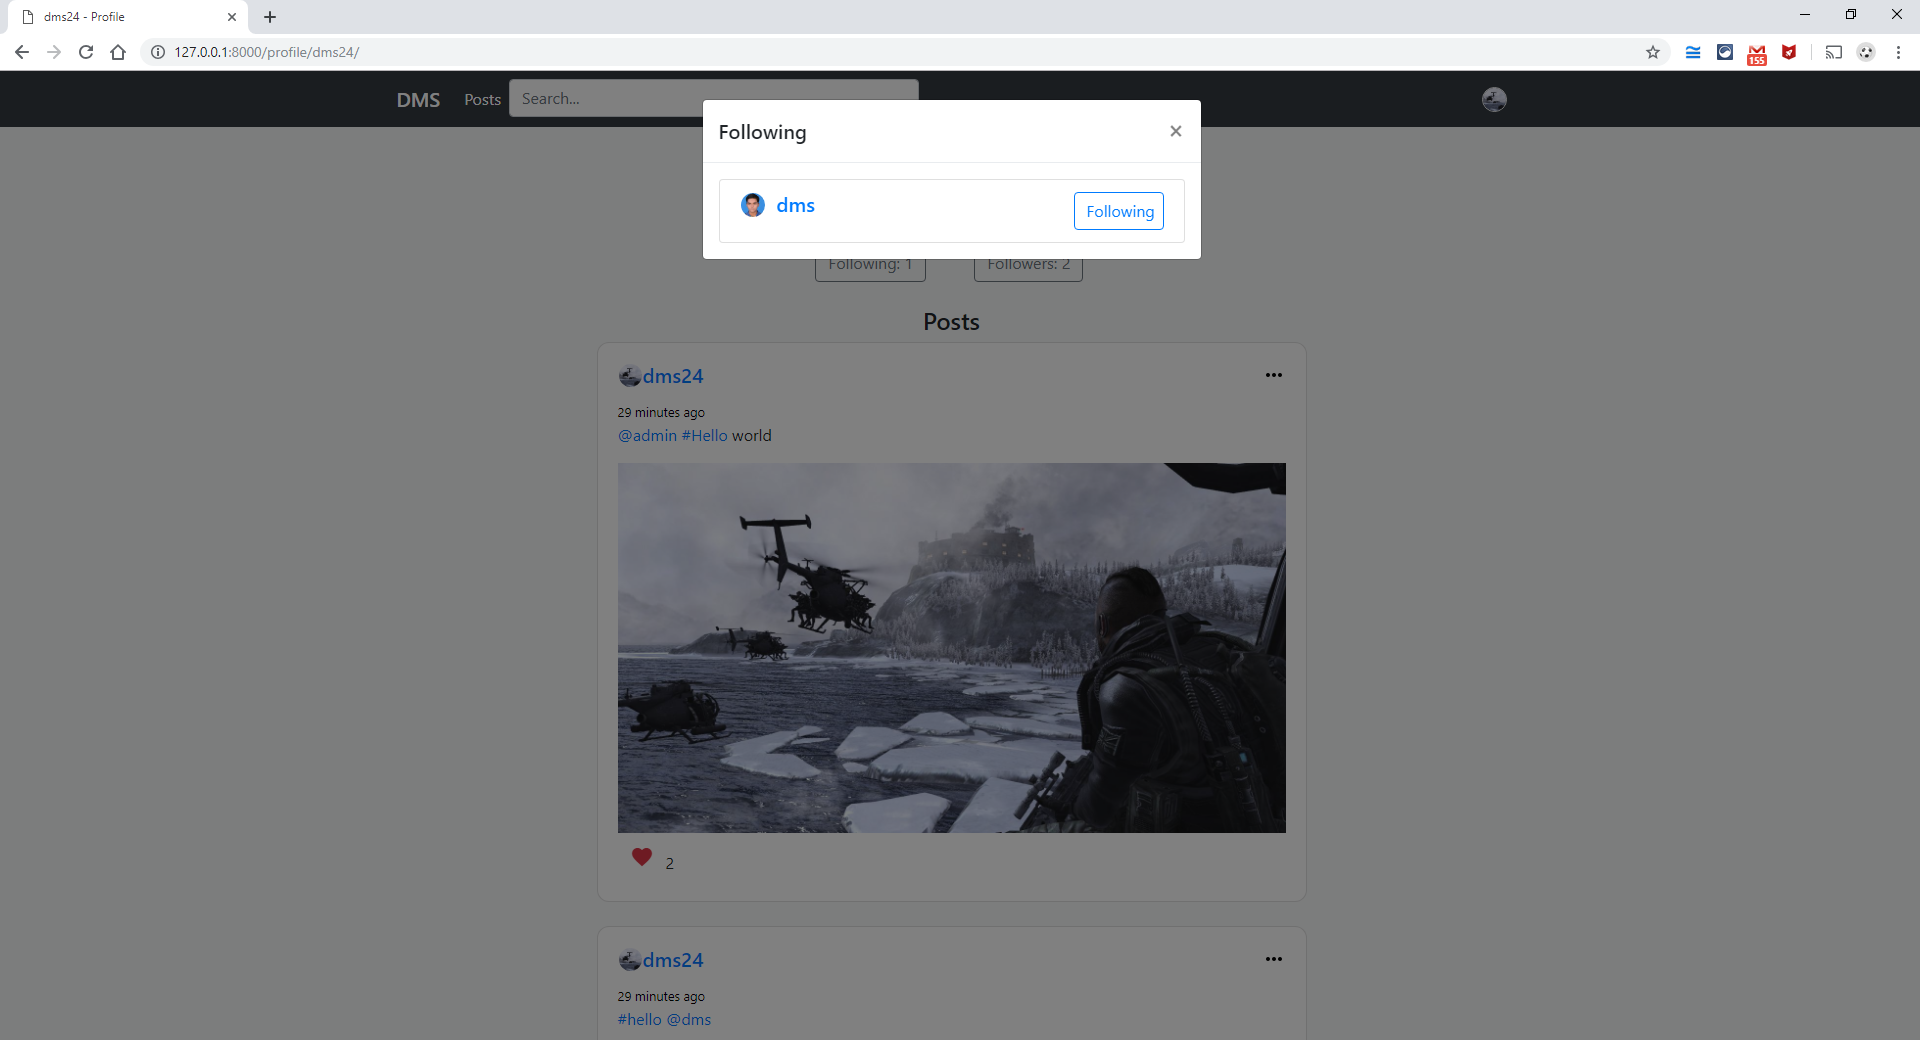 dms24 - Profile
127.0.0.1:8000/profile/dms24/
155
DMS Posts Search...
Following ×
dms Following
Following: 1 Followers: 2
Posts
dms24
29 minutes ago
@admin #Hello world
2
dms24
29 minutes ago
#hello @dms